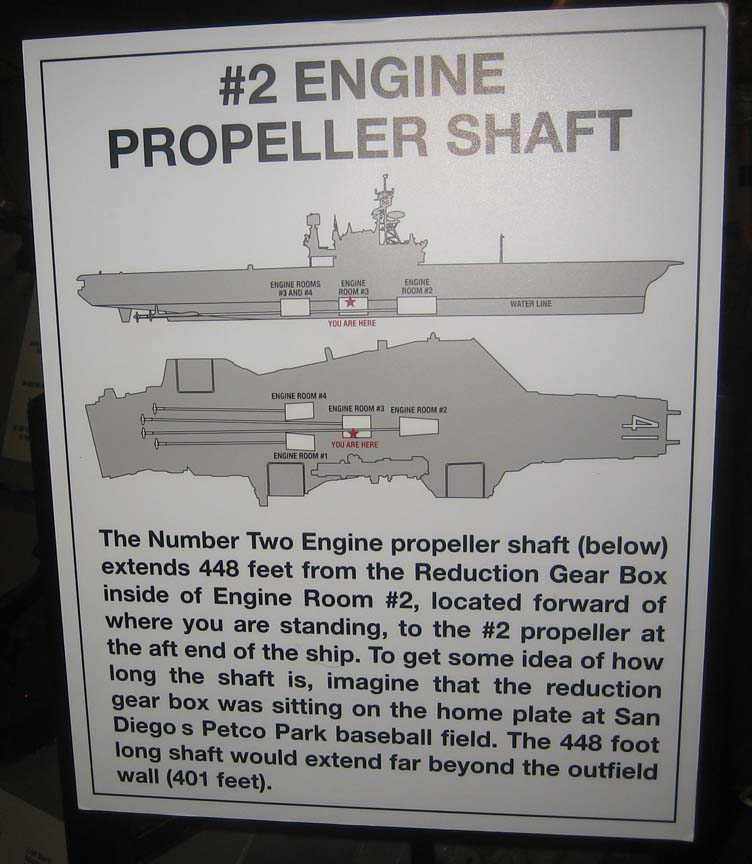 #2 ENGINE
PROPELLER SHAFT
ENGINE ROOMS
#3 AND #4
ENGINE
ROOM #3
ENGINE
ROOM #2
WATER LINE
YOU ARE HERE
ENGINE ROOM #4
ENGINE ROOM #3
ENGINE ROOM #2
41
YOU ARE HERE
ENGINE ROOM #1
The Number Two Engine propeller shaft (below)
extends 448 feet from the Reduction Gear Box
inside of Engine Room #2, located forward of
where you are standing, to the #2 propeller at
the aft end of the ship. To get some idea of how
long the shaft is, imagine that the reduction
gear box was sitting on the home plate at San
Diego s Petco Park baseball field. The 448 foot
long shaft would extend far beyond the outfield
wall (401 feet).